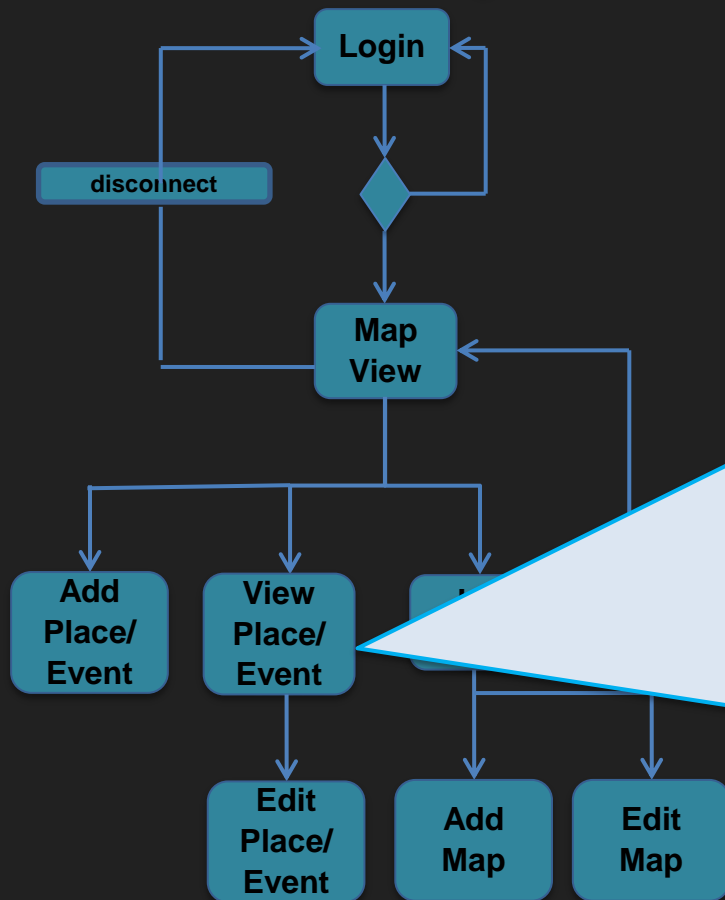 Login
disconnect
Map
View
Add
Place/
Event
View
Place/
Event
Edit
Place/
Event
Add
Map
Edit
Map